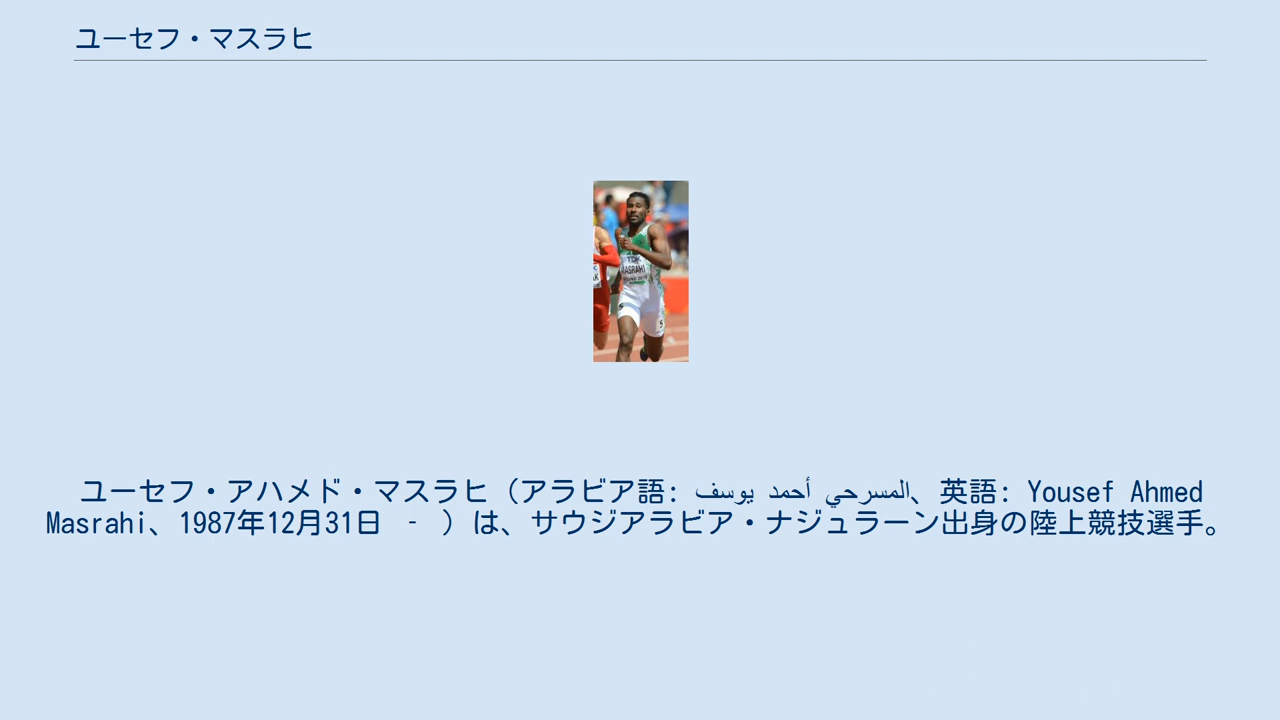 ユーセフ・マスラヒ
TDK
MASRAHI
ユーセフ・アハメド・マスラヒ（アラビア語: المسرحي أحمد يوسف、英語: Yousef Ahmed
Masrahi、1987年12月31日 - ）は、サウジアラビア・ナジュラーン出身の陸上競技選手。